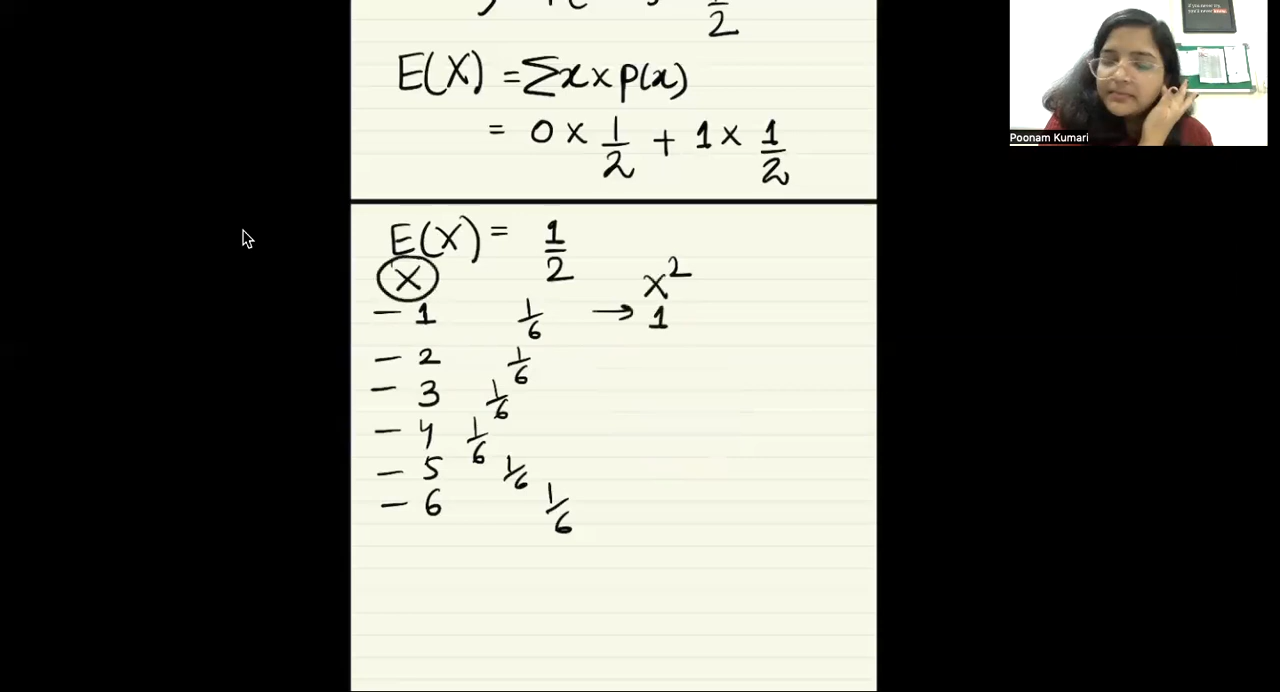 2
E(X) = ∑x×p(x)
= 0 × 1/2 + 1 × 1/2
E(X) = 1/2
X x²
– 1 1/6 → 1
– 2 1/6
– 3 1/6
– 4 1/6
– 5 1/6
– 6 1/6
Poonam Kumari